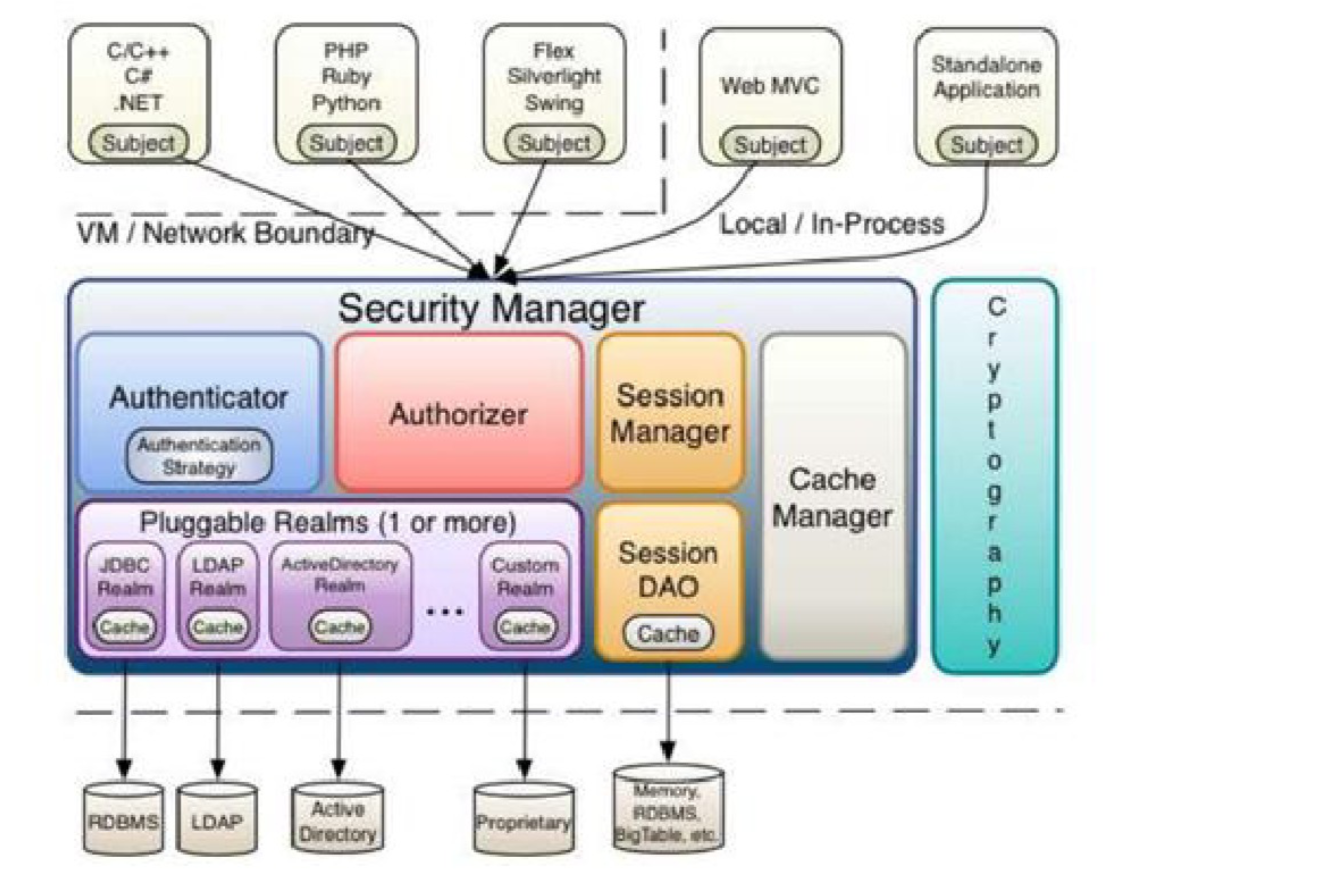 C/C++
C#
.NET
Subject
PHP
Ruby
Python
Subject
Flex
Silverlight
Swing
Subject
Web MVC
Subject
Standalone
Application
Subject
VM / Network Boundary
Local / In-Process
Security Manager
Authenticator
Authentication
Strategy
Authorizer
Session
Manager
Cache
Manager
Cryptography
Pluggable Realms (1 or more)
JDBC
Realm
Cache
LDAP
Realm
Cache
ActiveDirectory
Realm
Cache
...
Custom
Realm
Cache
Session
DAO
Cache
RDBMS
LDAP
Active
Directory
Proprietary
Memory,
RDBMS,
BigTable, etc.